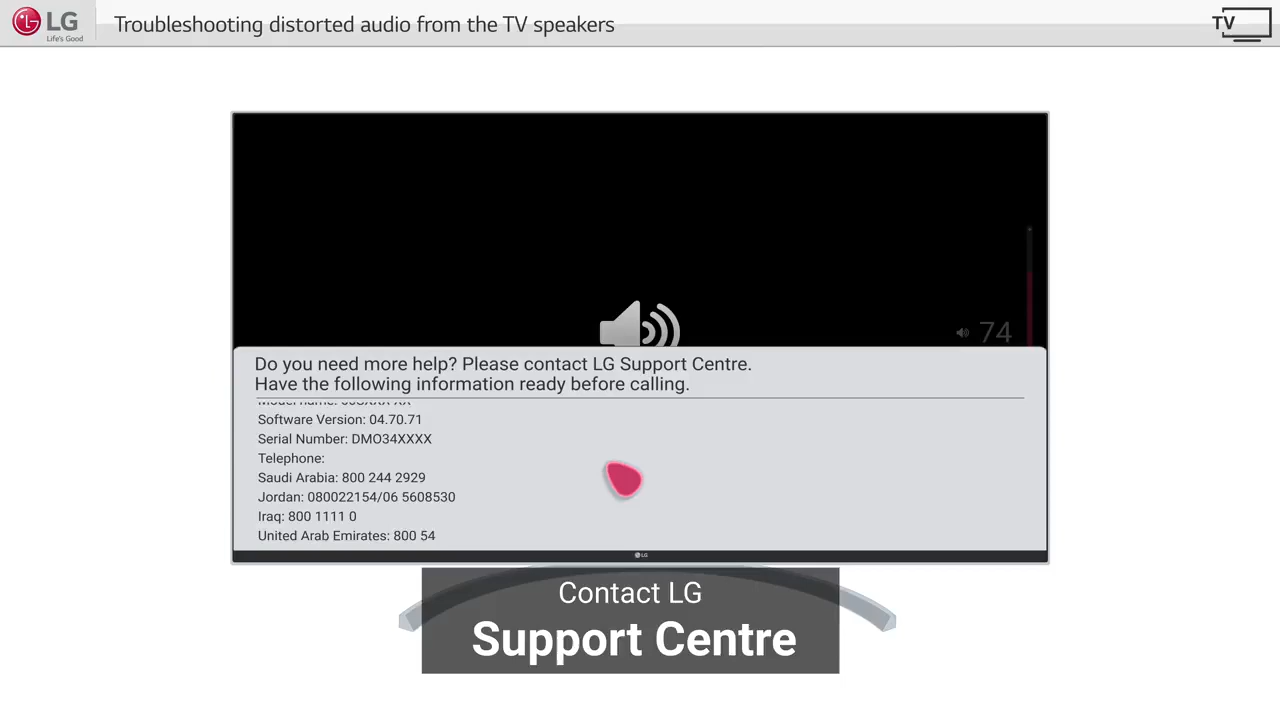 LG
Life's Good
Troubleshooting distorted audio from the TV speakers
TV
74
Do you need more help? Please contact LG Support Centre.
Have the following information ready before calling.
Software Version: 04.70.71
Serial Number: DMO34XXXX
Telephone:
Saudi Arabia: 800 244 2929
Jordan: 080022154/06 5608530
Iraq: 800 1111 0
United Arab Emirates: 800 54
LG
Contact LG
Support Centre